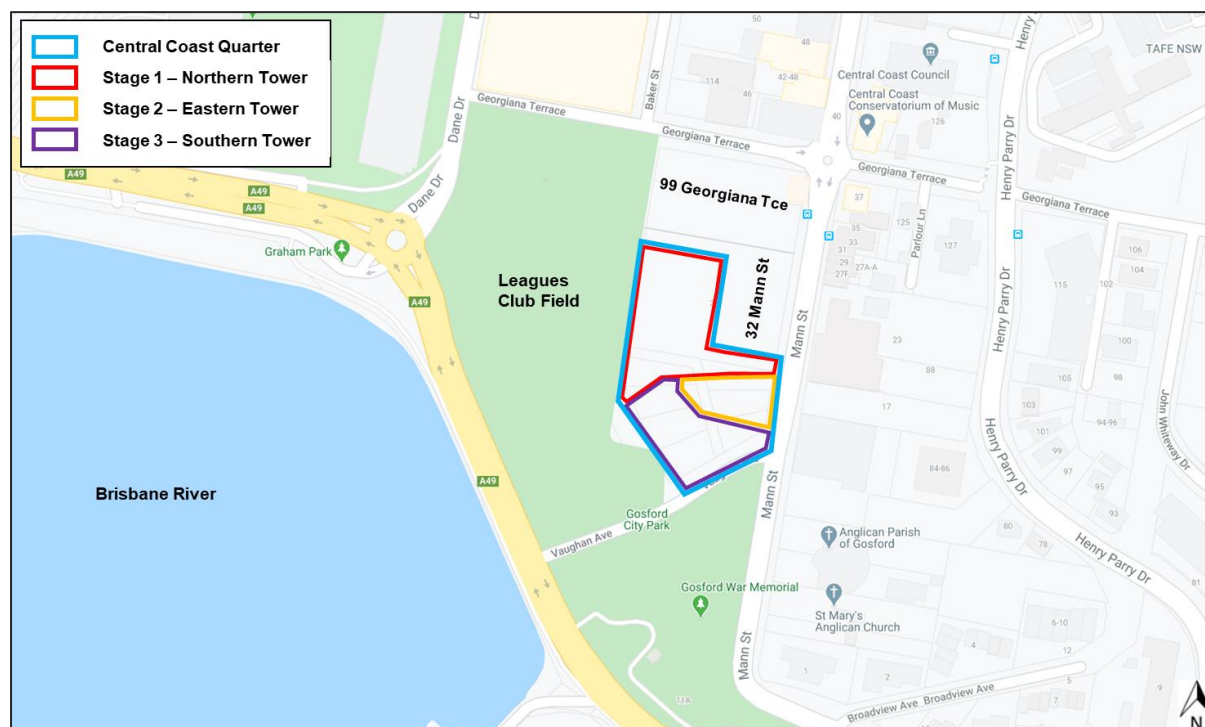 Central Coast Quarter
Stage 1 – Northern Tower
Stage 2 – Eastern Tower
Stage 3 – Southern Tower
50
48
42-48
46
114
Baker St
Dane Dr
Georgiana Terrace
Georgiana Terrace
40
Central Coast Council
Central Coast
Conservatorium of Music
126
TAFE NSW
Henry Parry Dr
Henry Parry Dr
A49
A49
Dane Dr
Graham Park
A49
99 Georgiana Tce
37
Georgiana Terrace
Georgiana Terrace
35
33
31
29
27F
27A-A
125
127
Parlour Ln
106
104
115
102
100
98
Leagues
Club Field
32 Mann St
Mann St
23
88
Henry Parry Dr
105
103
101
99
97
95
93
94-96
John Whiteway Dr
17
84-86
Brisbane River
A49
Mann St
Gosford
City Park
Vaughan Ave
Anglican Parish
of Gosford
80
78
Henry Parry Dr
81
Gosford War Memorial
St Mary's
Anglican Church
Mann St
6-10
4
12
1
2
5
7
9
11A
Broadview Ave
Broadview Ave
N